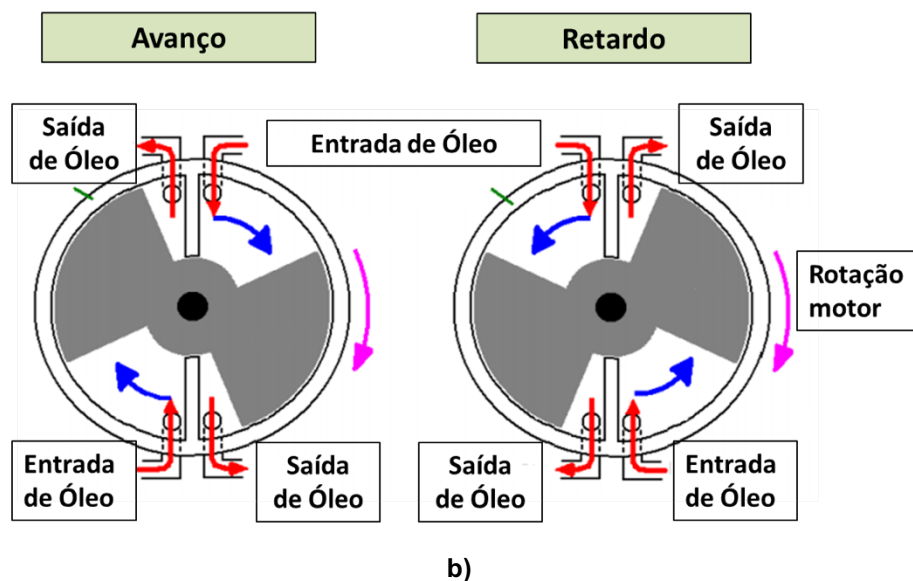 Avanço
Retardo
Saída
de Óleo
Entrada de Óleo
Saída
de Óleo
Rotação
motor
Entrada
de Óleo
Saída
de Óleo
Saída
de Óleo
Entrada
de Óleo
b)